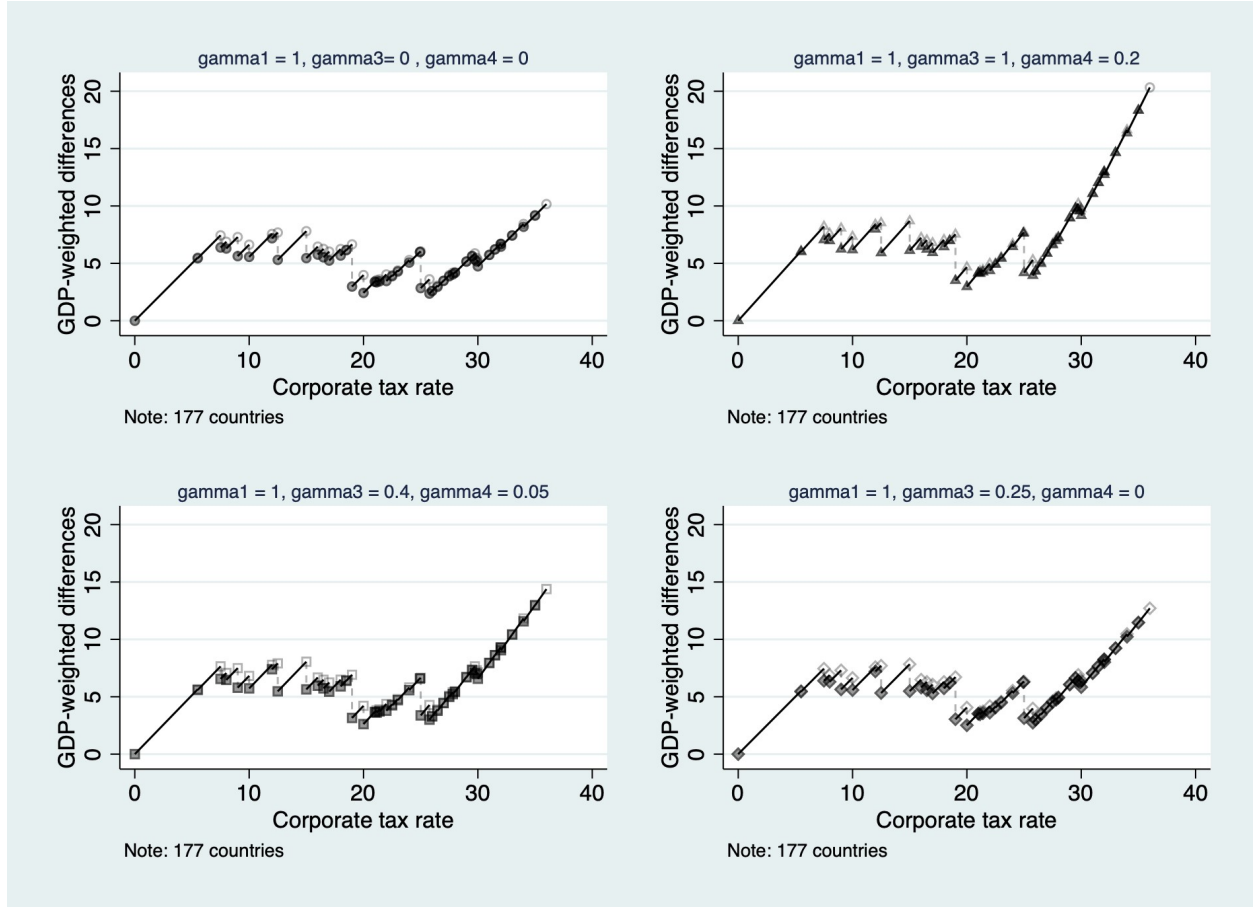 gamma1 = 1, gamma3= 0 , gamma4 = 0
GDP-weighted differences
20
15
10
5
0
0 10 20 30 40
Corporate tax rate
Note: 177 countries
gamma1 = 1, gamma3 = 1, gamma4 = 0.2
GDP-weighted differences
20
15
10
5
0
0 10 20 30 40
Corporate tax rate
Note: 177 countries
gamma1 = 1, gamma3 = 0.4, gamma4 = 0.05
GDP-weighted differences
20
15
10
5
0
0 10 20 30 40
Corporate tax rate
Note: 177 countries
gamma1 = 1, gamma3 = 0.25, gamma4 = 0
GDP-weighted differences
20
15
10
5
0
0 10 20 30 40
Corporate tax rate
Note: 177 countries